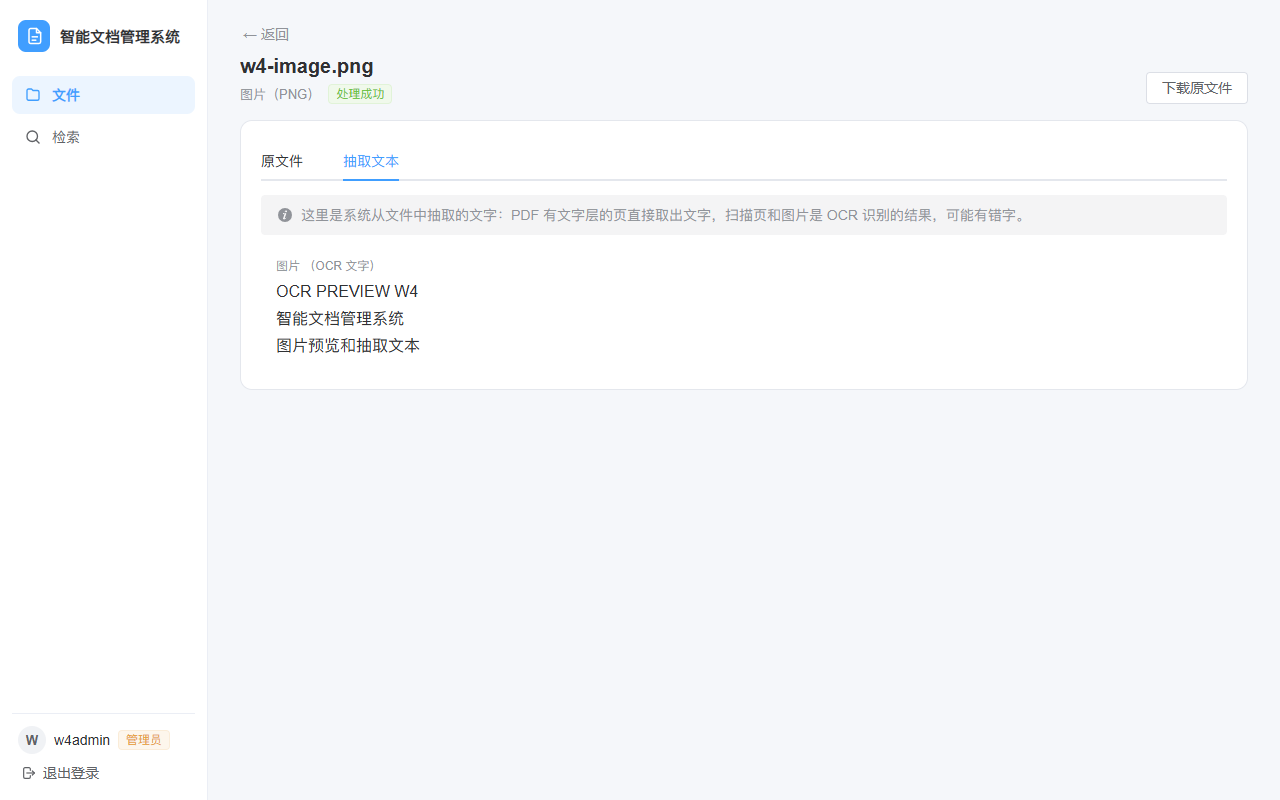 智能文档管理系统
文件
检索
W w4admin 管理员
退出登录
← 返回
w4-image.png
图片（PNG） 处理成功
下载原文件
原文件 抽取文本
这里是系统从文件中抽取的文字：PDF 有文字层的页直接取出文字，扫描页和图片是 OCR 识别的结果，可能有错字。
图片 （OCR 文字）
OCR PREVIEW W4
智能文档管理系统
图片预览和抽取文本